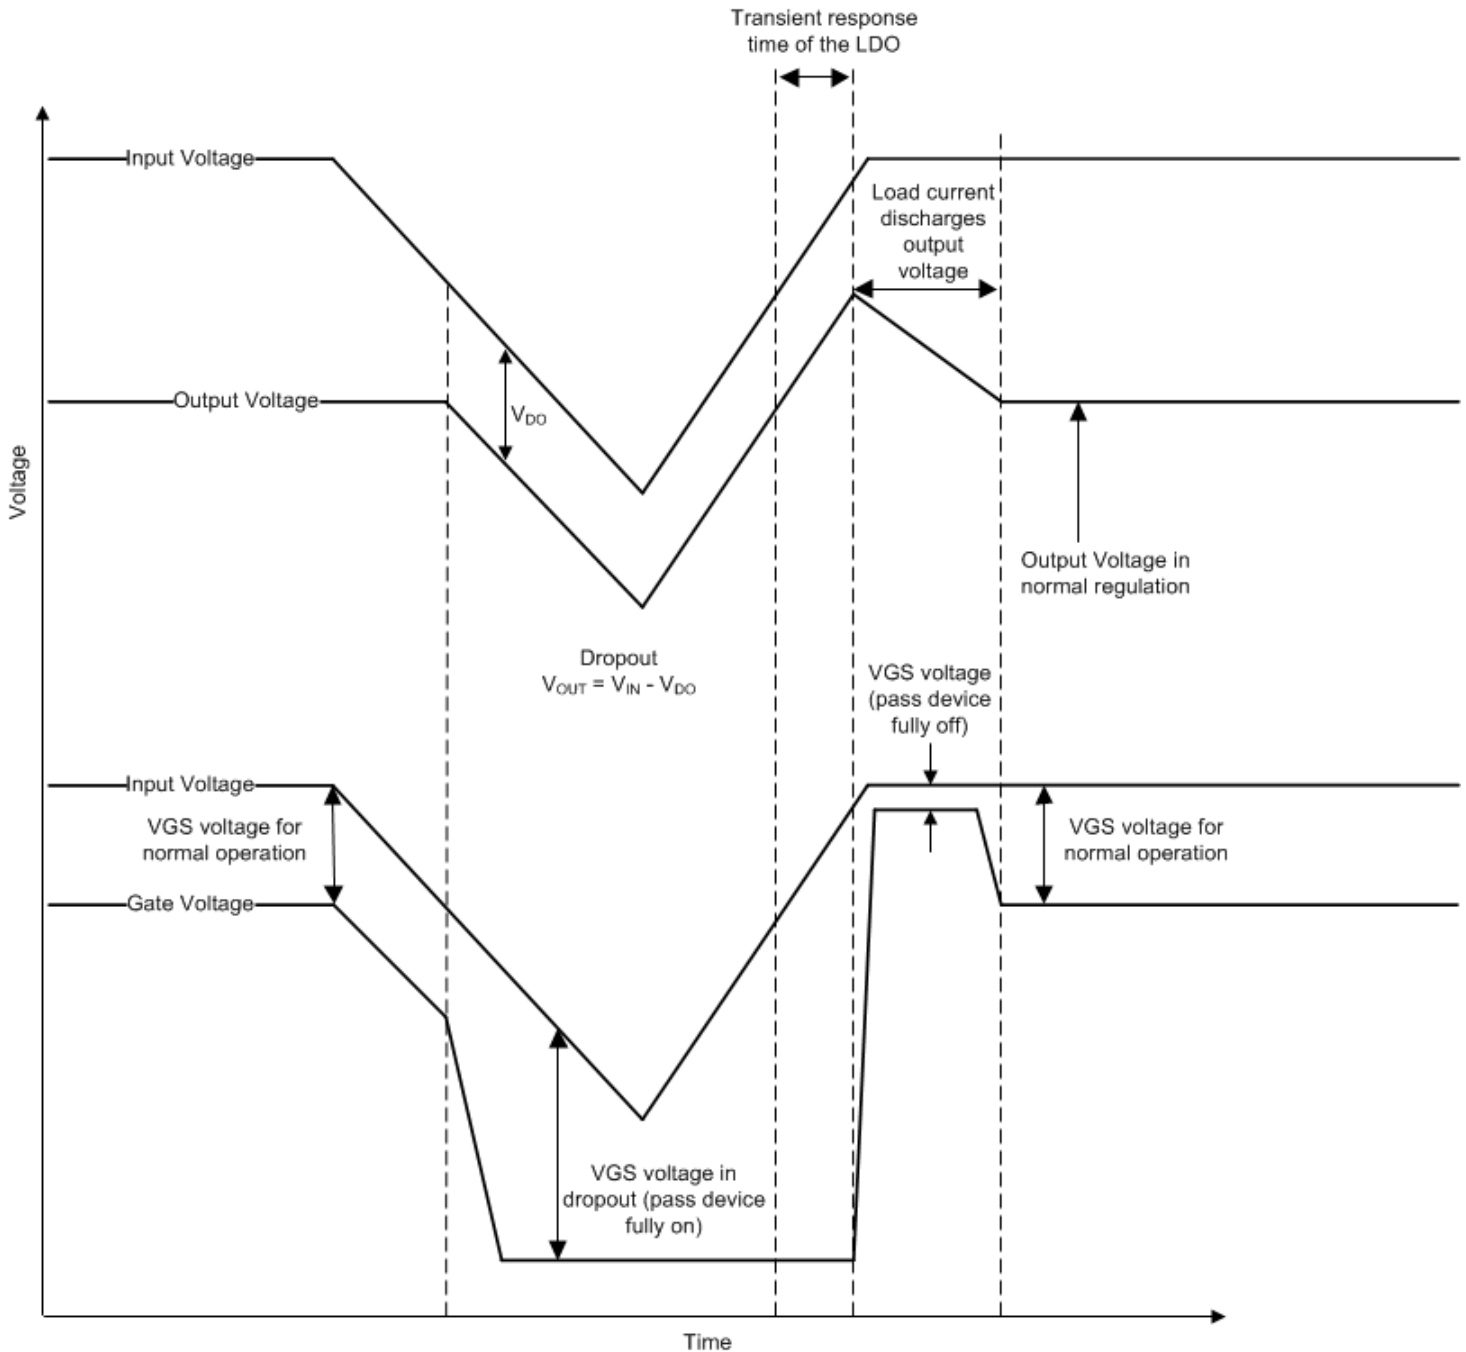 Transient response
time of the LDO
Input Voltage
Load current
discharges
output
voltage
Output Voltage
VDO
Voltage
Output Voltage in
normal regulation
Dropout
VOUT = VIN - VDO
VGS voltage
(pass device
fully off)
Input Voltage
VGS voltage for
normal operation
VGS voltage for
normal operation
Gate Voltage
VGS voltage in
dropout (pass device
fully on)
Time